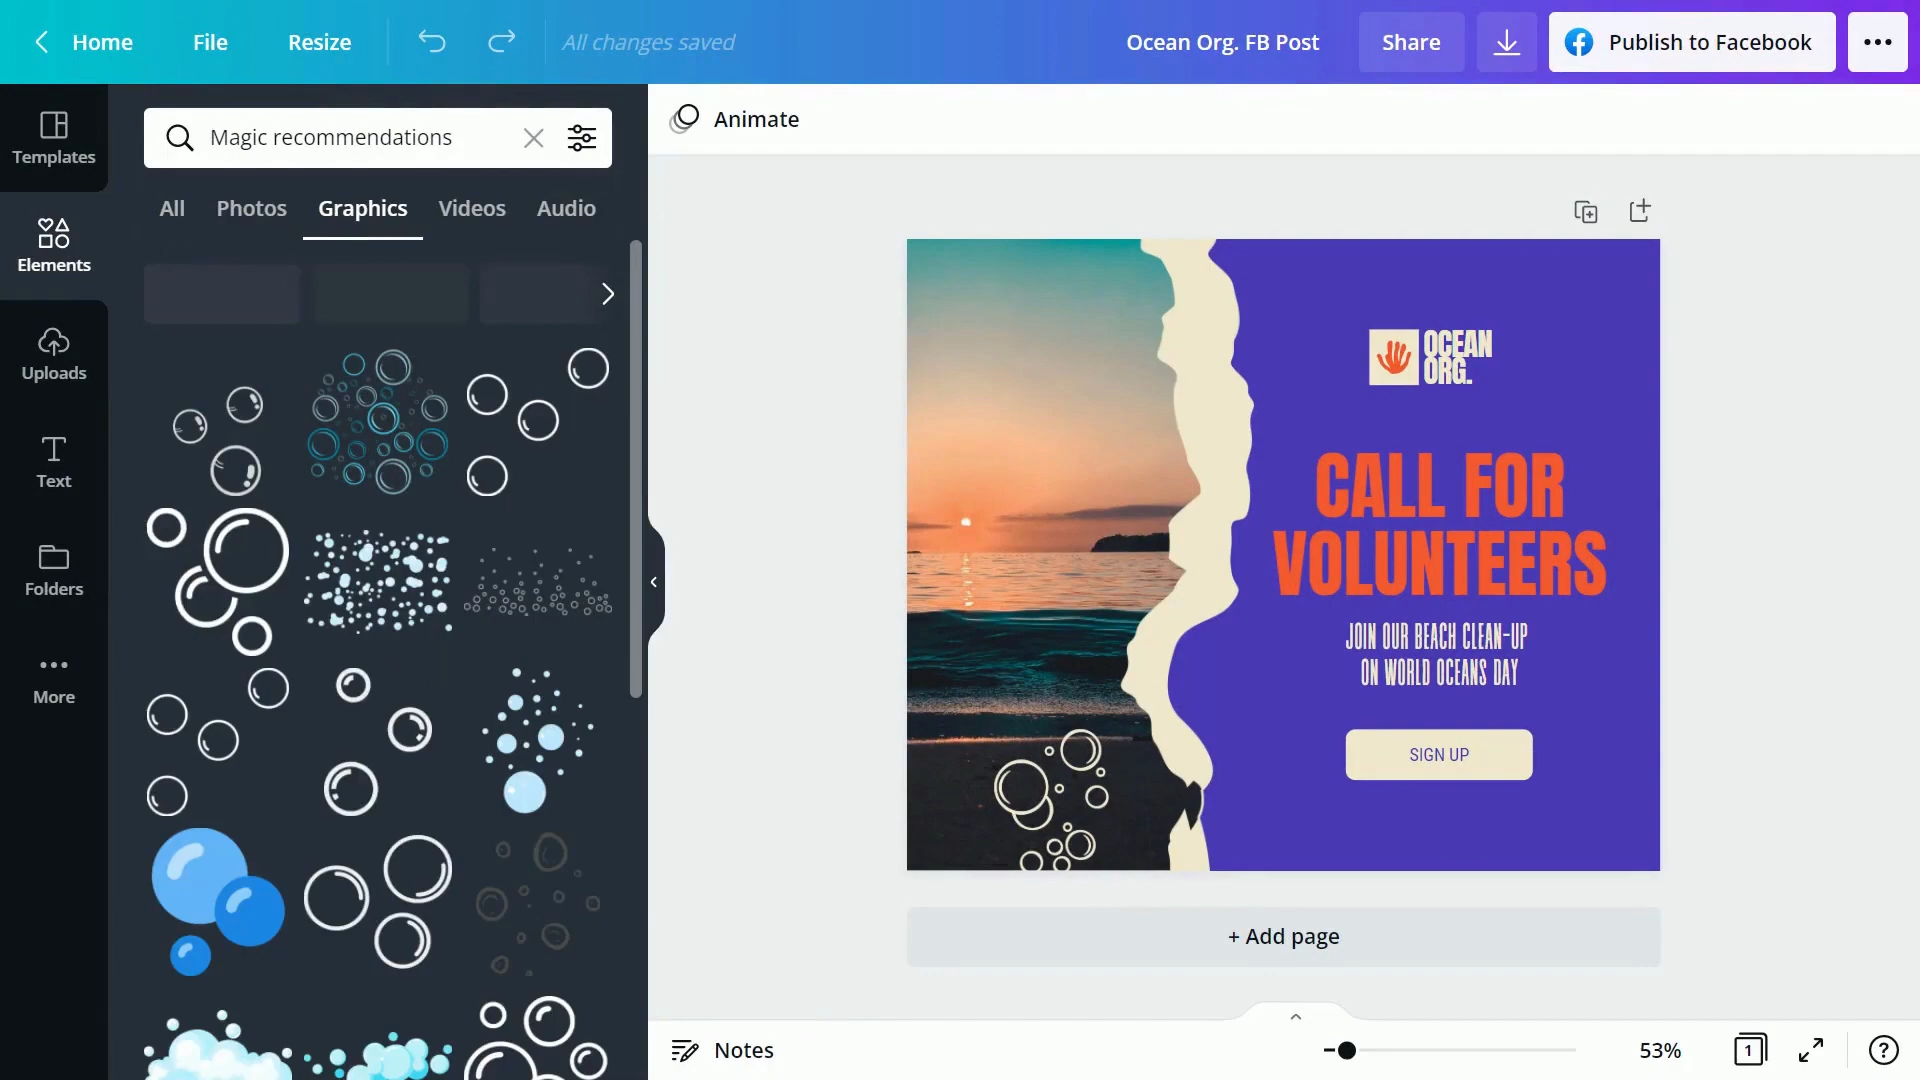 Home
File
Resize
All changes saved
Ocean Org. FB Post
Share
Publish to Facebook
Templates
Elements
Uploads
Text
Folders
More
Magic recommendations
All
Photos
Graphics
Videos
Audio
Animate
OCEAN
ORG.
CALL FOR
VOLUNTEERS
JOIN OUR BEACH CLEAN-UP
ON WORLD OCEANS DAY
SIGN UP
+ Add page
Notes
53%
1